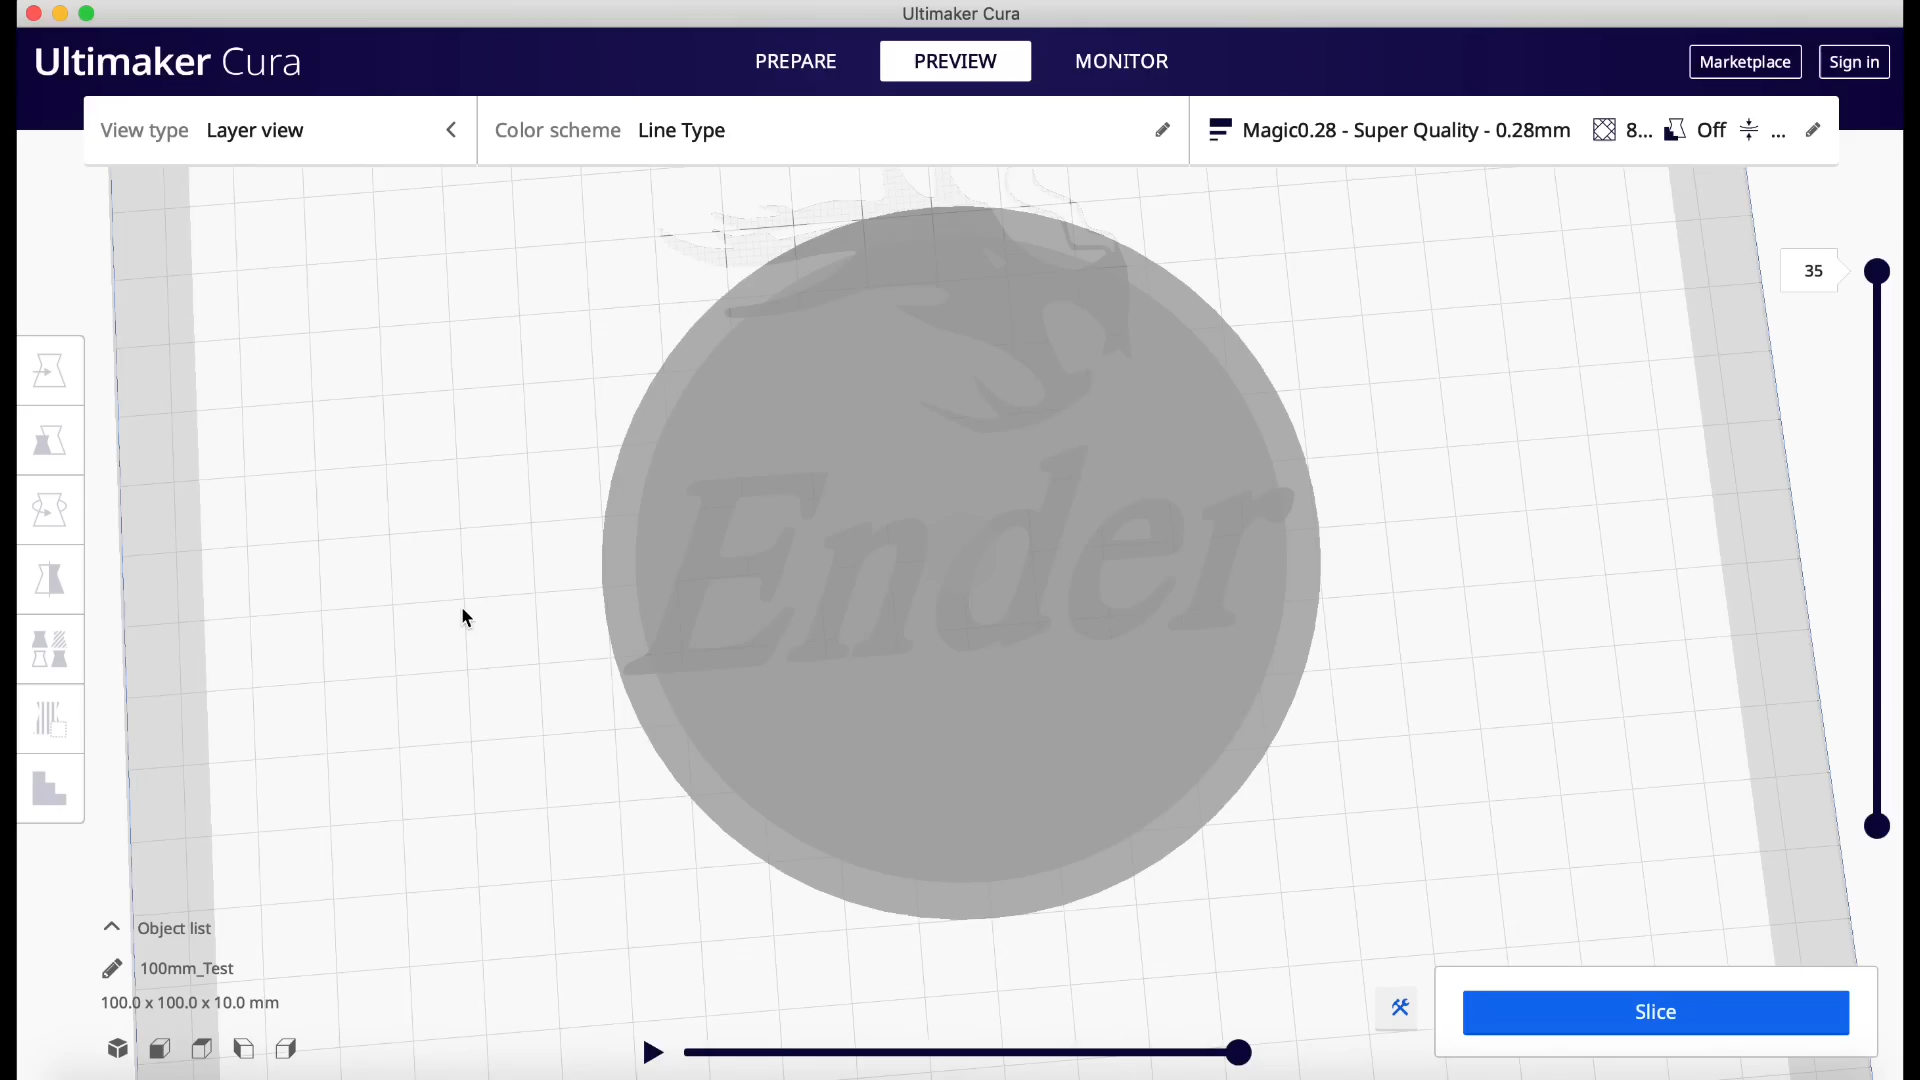 Ultimaker Cura
Ultimaker Cura
PREPARE
PREVIEW
MONITOR
Marketplace
Sign in
View type Layer view
Color scheme Line Type
Magic0.28 - Super Quality - 0.28mm 8... Off ...
35
Ender
Object list
100mm_Test
100.0 x 100.0 x 10.0 mm
Slice